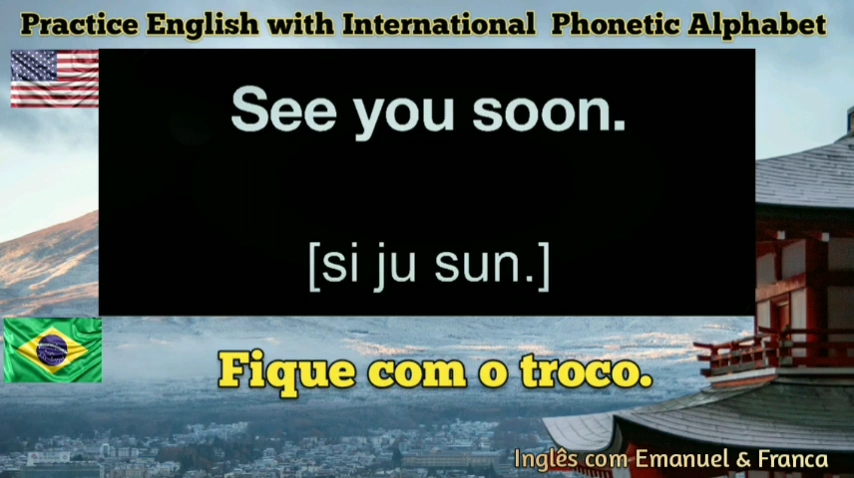 Practice English with International Phonetic Alphabet
See you soon.
[si ju sun.]
Fique com o troco.
Inglês com Emanuel & Franca